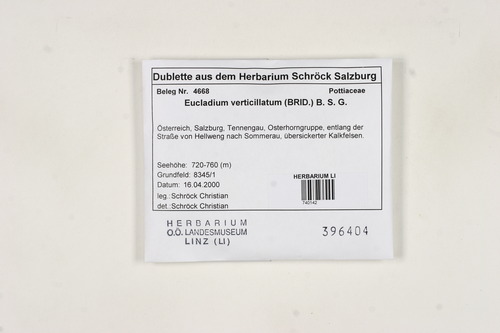 Dublette aus dem Herbarium Schröck Salzburg
Beleg Nr. 4668 Pottiaceae
Eucladium verticillatum (BRID.) B. S. G.
Österreich, Salzburg, Tennengau, Osterhorngruppe, entlang der
Straße von Hellweng nach Sommerau, übersickerter Kalkfelsen.
Seehöhe: 720-760 (m)
Grundfeld: 8345/1
Datum: 16.04.2000
leg. Schröck Christian
det. Schröck Christian
HERBARIUM LI
740142
HERBARIUM
O.Ö. LANDESMUSEUM
LINZ (LI)
396404